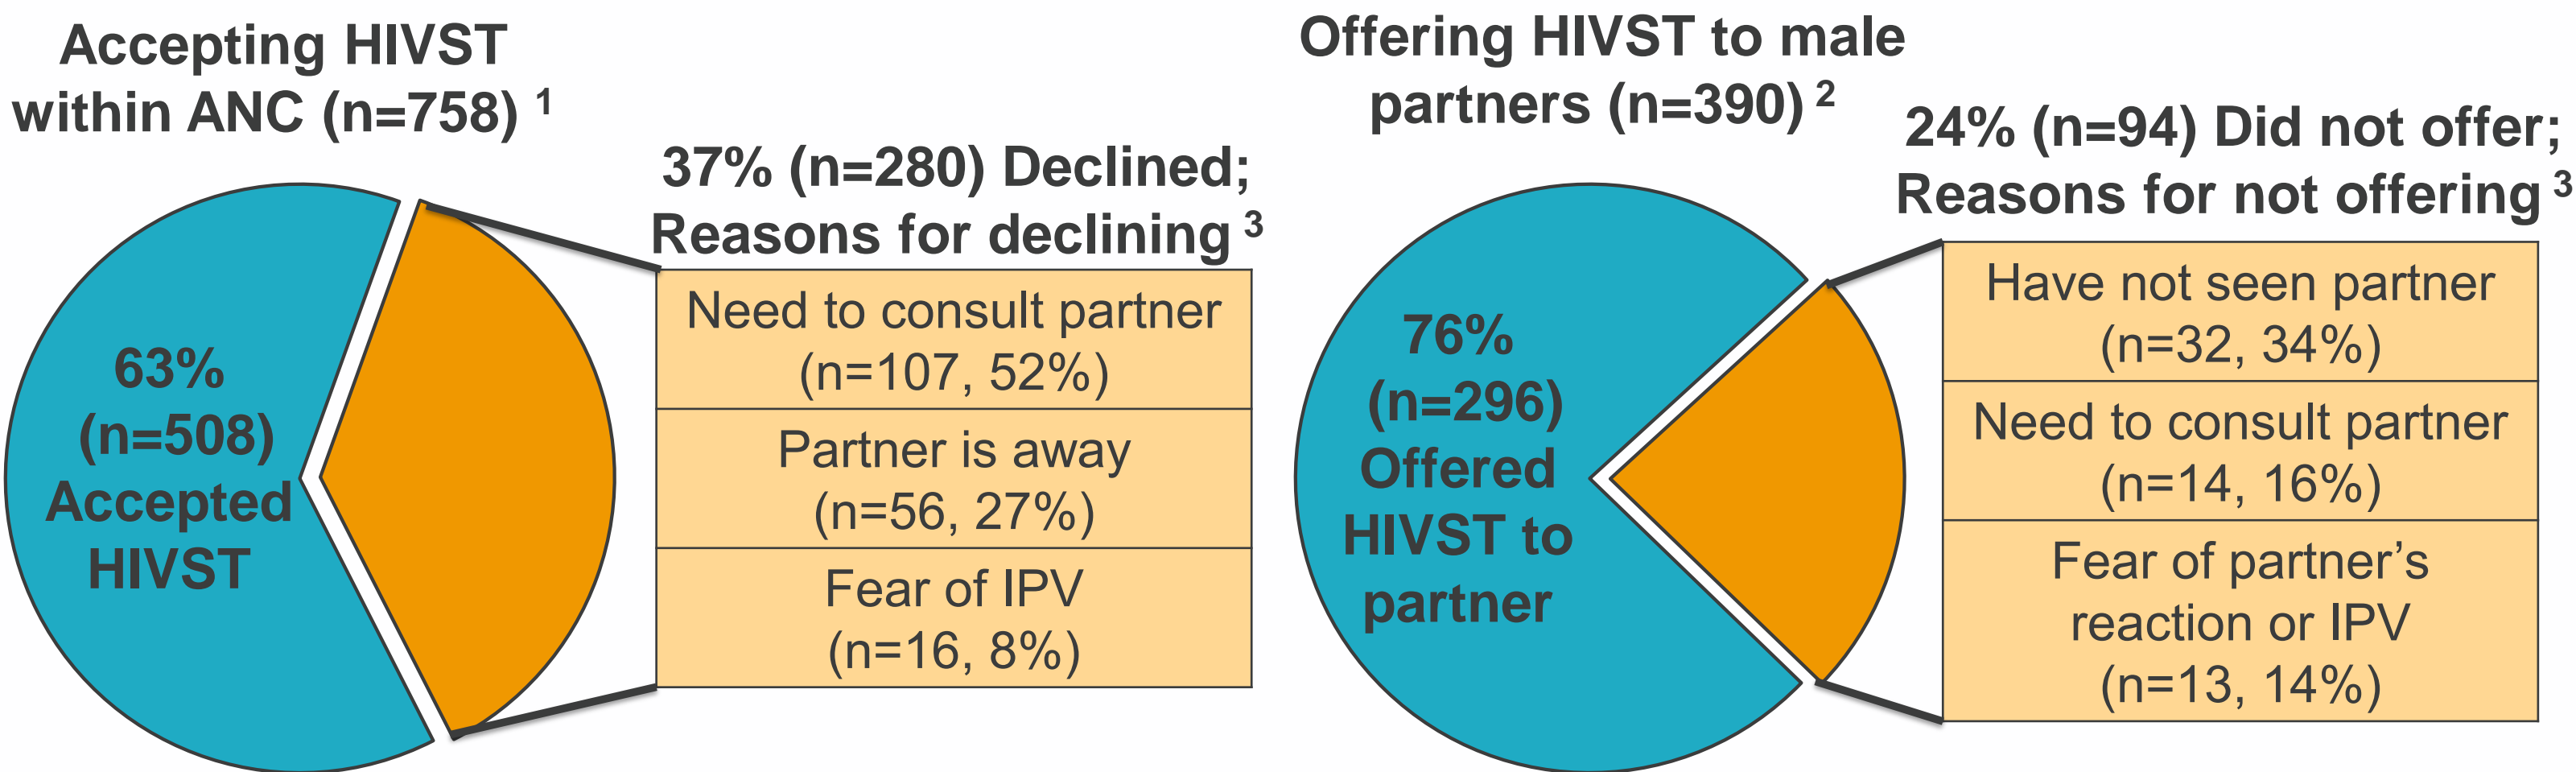 Accepting HIVST
within ANC (n=758) 1
63%
(n=508)
Accepted
HIVST
37% (n=280) Declined;
Reasons for declining 3
Need to consult partner
(n=107, 52%)
Partner is away
(n=56, 27%)
Fear of IPV
(n=16, 8%)
Offering HIVST to male
partners (n=390) 2
76%
(n=296)
Offered
HIVST to
partner
24% (n=94) Did not offer;
Reasons for not offering 3
Have not seen partner
(n=32, 34%)
Need to consult partner
(n=14, 16%)
Fear of partner’s
reaction or IPV
(n=13, 14%)